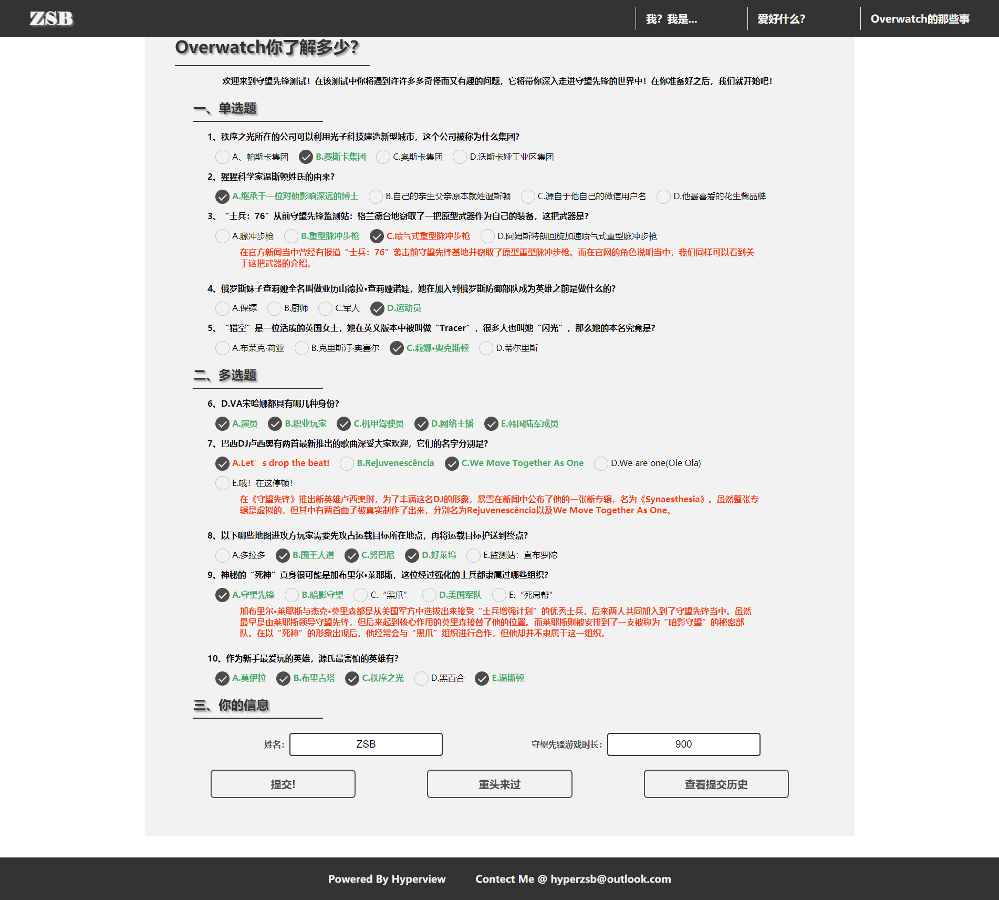 ZSB
我？我是...
爱好什么？
Overwatch的那些事
Overwatch你了解多少？
欢迎来到守望先锋测试！在该测试中你将遇到许许多多奇怪而又有趣的问题，它将带你深入走进守望先锋的世界中！在你准备好之后，我们就开始吧！
一、单选题
1、秩序之光所在的公司可以利用光子科技建造新型城市，这个公司被称为什么集团？
A、帕斯卡集团 B.费斯卡集团 C.奥斯卡集团 D.沃斯卡娅工业区集团
2、猩猩科学家温斯顿姓氏的由来？
A.继承于一位对他影响深远的博士 B.自己的亲生父亲原本就姓温斯顿 C.源自于他自己的微信用户名 D.他最喜爱的花生酱品牌
3、“士兵：76”从前守望先锋监测站：格兰德台地窃取了一把原型武器作为自己的装备，这把武器是？
A.脉冲步枪 B.重型脉冲步枪 C.喷气式重型脉冲步枪 D.阿姆斯特朗回旋加速喷气式重型脉冲步枪
在官方新闻当中曾经有报道“士兵：76”袭击前守望先锋基地并窃取了原型重型脉冲步枪。而在官网的角色说明当中，我们同样可以看到关
于这把武器的介绍。
4、俄罗斯妹子查莉娅全名叫做亚历山德拉•查莉娅诺娃，她在加入到俄罗斯防御部队成为英雄之前是做什么的？
A.保镖 B.厨师 C.军人 D.运动员
5、“猎空”是一位活泼的英国女士，她在英文版本中被叫做“Tracer”，很多人也叫她“闪光”，那么她的本名究竟是？
A.布莱克·莉亚 B.克里斯汀·奥赛尔 C.莉娜•奥克斯顿 D.蒂尔里斯
二、多选题
6、D.VA宋哈娜都具有哪几种身份？
A.演员 B.职业玩家 C.机甲驾驶员 D.网络主播 E.韩国陆军成员
7、巴西DJ卢西奥有两首最新推出的歌曲深受大家欢迎，它们的名字分别是？
A.Let’s drop the beat! B.Rejuvenescência C.We Move Together As One D.We are one(Ole Ola)
E.哦！在这停顿！
在《守望先锋》推出新英雄卢西奥时，为了丰满这名DJ的形象，暴雪在新闻中公布了他的一张新专辑，名为《Synaesthesia》。虽然整张专
辑是虚拟的，但其中有两首曲子被真实制作了出来，分别名为Rejuvenescência以及We Move Together As One。
8、以下哪些地图进攻方玩家需要先攻占运载目标所在地点，再将运载目标护送到终点？
A.多拉多 B.国王大道 C.努巴尼 D.好莱坞 E.监测站：直布罗陀
9、神秘的“死神”真身很可能是加布里尔•莱耶斯，这位经过强化的士兵都隶属过哪些组织？
A.守望先锋 B.暗影守望 C.“黑爪“ D.美国军队 E.“死局帮“
加布里尔•莱耶斯与杰克•莫里森都是从美国军方中选拔出来接受“士兵增强计划”的优秀士兵，后来两人共同加入到了守望先锋当中。虽然
最早是由莱耶斯领导守望先锋，但后来起到核心作用的莫里森接替了他的位置。而莱耶斯则被安排到了一支被称为“暗影守望”的秘密部
队。在以“死神”的形象出现后，他经常会与“黑爪”组织进行合作，但他却并不隶属于这一组织。
10、作为新手最爱玩的英雄，源氏最害怕的英雄有？
A.莫伊拉 B.布里吉塔 C.秩序之光 D.黑百合 E.温斯顿
三、你的信息
姓名： ZSB 守望先锋游戏时长： 900
提交! 重头来过 查看提交历史
Powered By Hyperview Contect Me @ hyperzsb@outlook.com